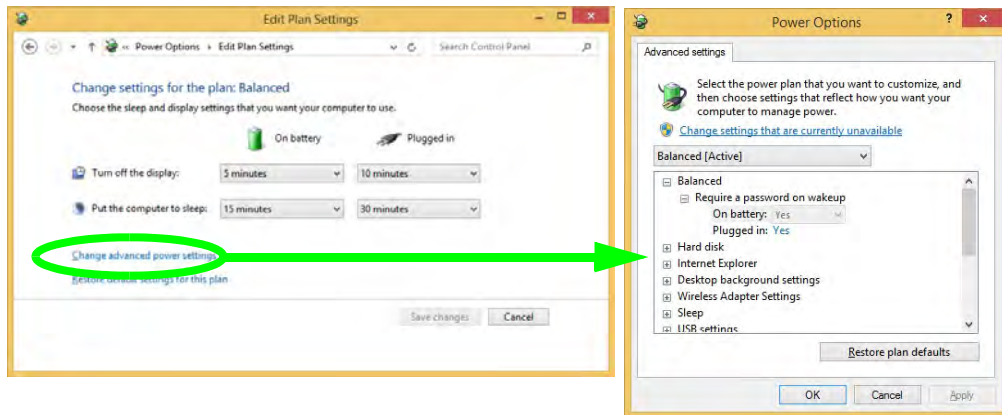 Edit Plan Settings
« Power Options › Edit Plan Settings
Search Control Panel
Change settings for the plan: Balanced
Choose the sleep and display settings that you want your computer to use.
On battery
Plugged in
Turn off the display:
5 minutes
10 minutes
Put the computer to sleep:
15 minutes
30 minutes
Change advanced power settings
Restore default settings for this plan
Save changes
Cancel
Power Options
?
Advanced settings
Select the power plan that you want to customize, and
then choose settings that reflect how you want your
computer to manage power.
Change settings that are currently unavailable
Balanced [Active]
Balanced
Require a password on wakeup
On battery: Yes
Plugged in: Yes
Hard disk
Internet Explorer
Desktop background settings
Wireless Adapter Settings
Sleep
USB settings
Restore plan defaults
OK
Cancel
Apply